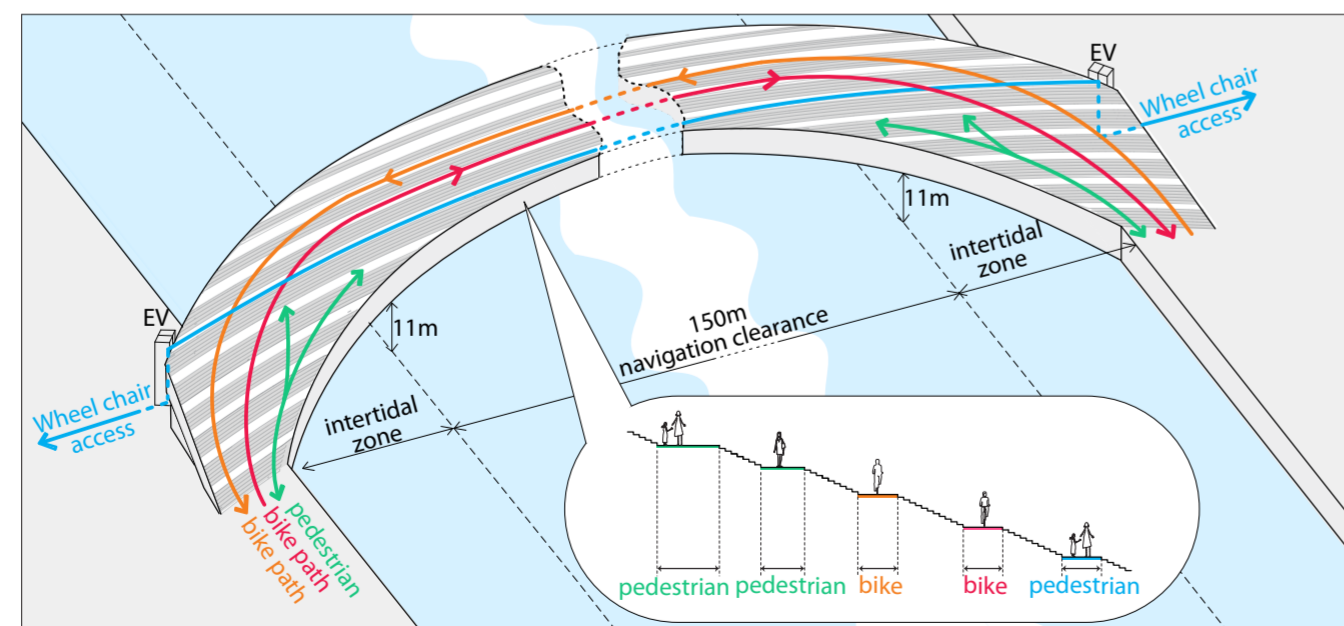 EV
Wheel chair
access
11m
intertidal
zone
150m
navigation clearance
EV
11m
Wheel chair
access
intertidal
zone
pedestrian
bike path
bike path
pedestrian
pedestrian
bike
bike
pedestrian